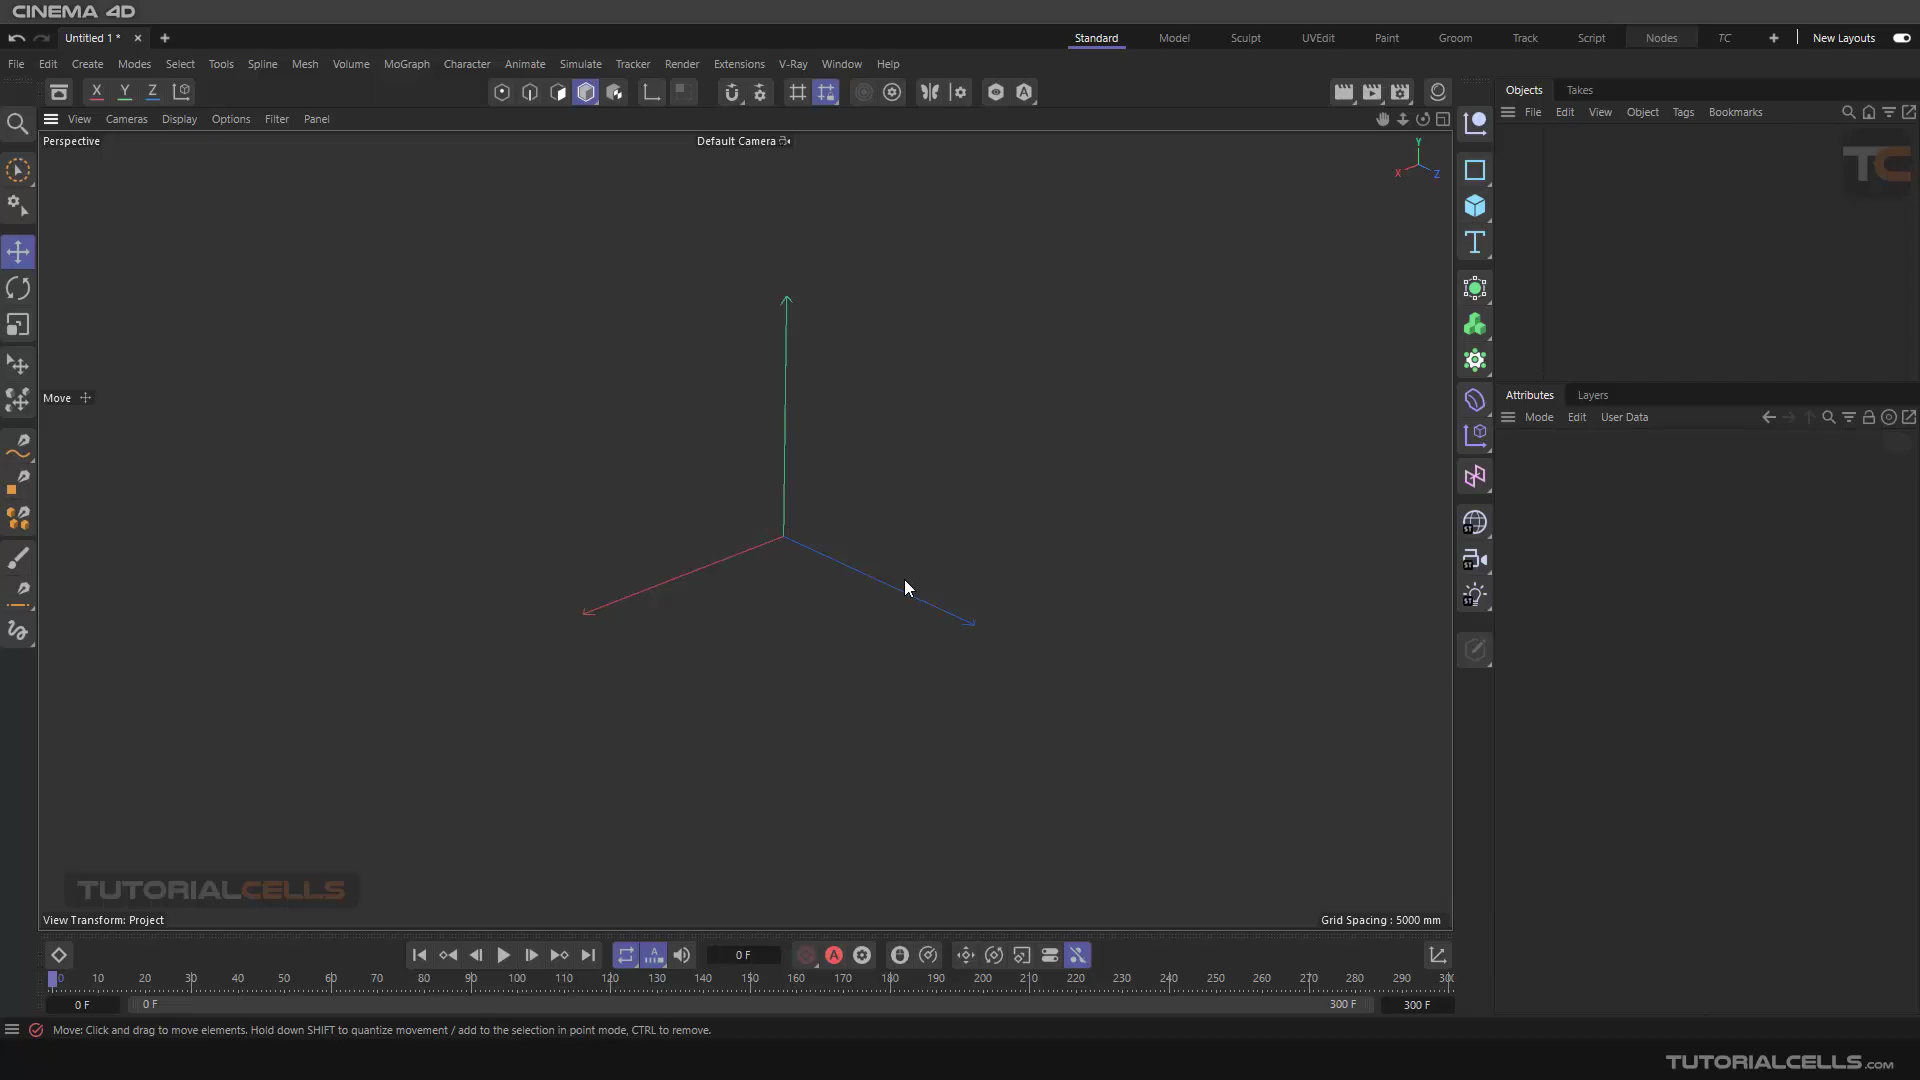 CINEMA 4D
Untitled 1 *
Standard
Model
Sculpt
UVEdit
Paint
Groom
Track
Script
Nodes
TC
New Layouts
File Edit Create Modes Select Tools Spline Mesh Volume MoGraph Character Animate Simulate Tracker Render Extensions V-Ray Window Help
X Y Z
Objects Takes
View Cameras Display Options Filter Panel
File Edit View Object Tags Bookmarks
Perspective
Default Camera
Y
X
Z
TC
Move
Attributes Layers
Mode Edit User Data
ST
ST
ST
TUTORIALCELLS
View Transform: Project
Grid Spacing : 5000 mm
0 F
0 10 20 30 40 50 60 70 80 90 100 110 120 130 140 150 160 170 180 190 200 210 220 230 240 250 260 270 280 290
0 F
0 F
300 F
300 F
Move: Click and drag to move elements. Hold down SHIFT to quantize movement / add to the selection in point mode, CTRL to remove.
TUTORIALCELLS.com